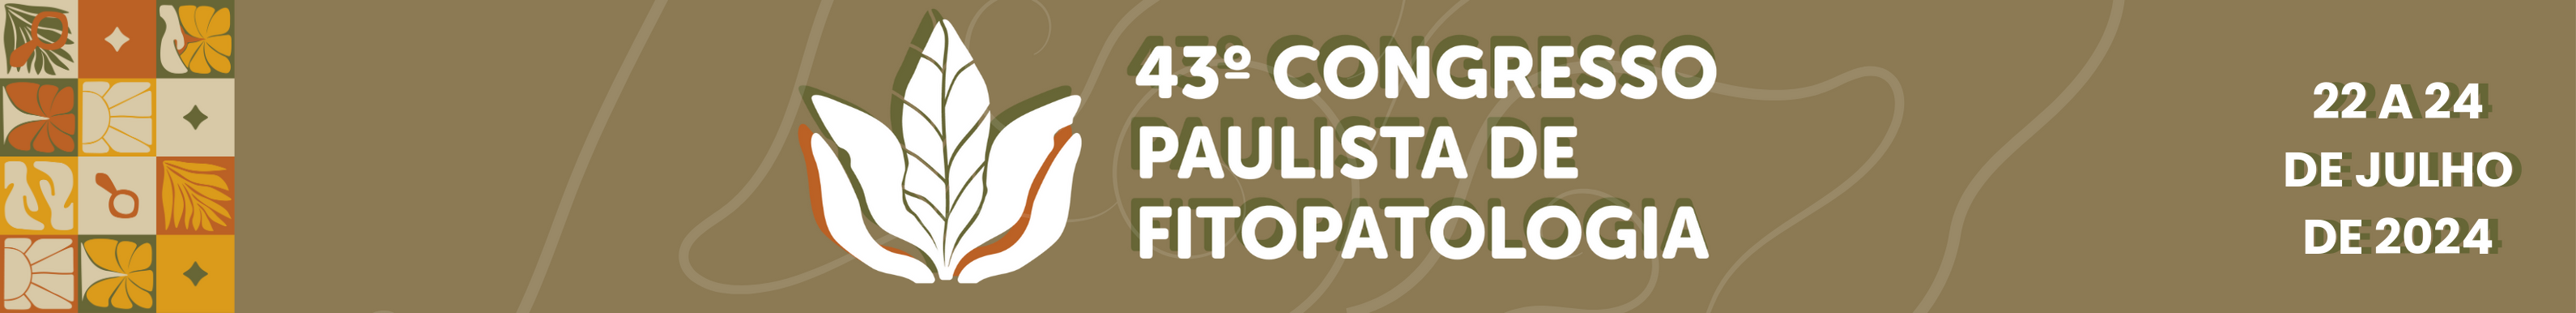 43º CONGRESSO
PAULISTA DE
FITOPATOLOGIA
22 A 24
DE JULHO
DE 2024